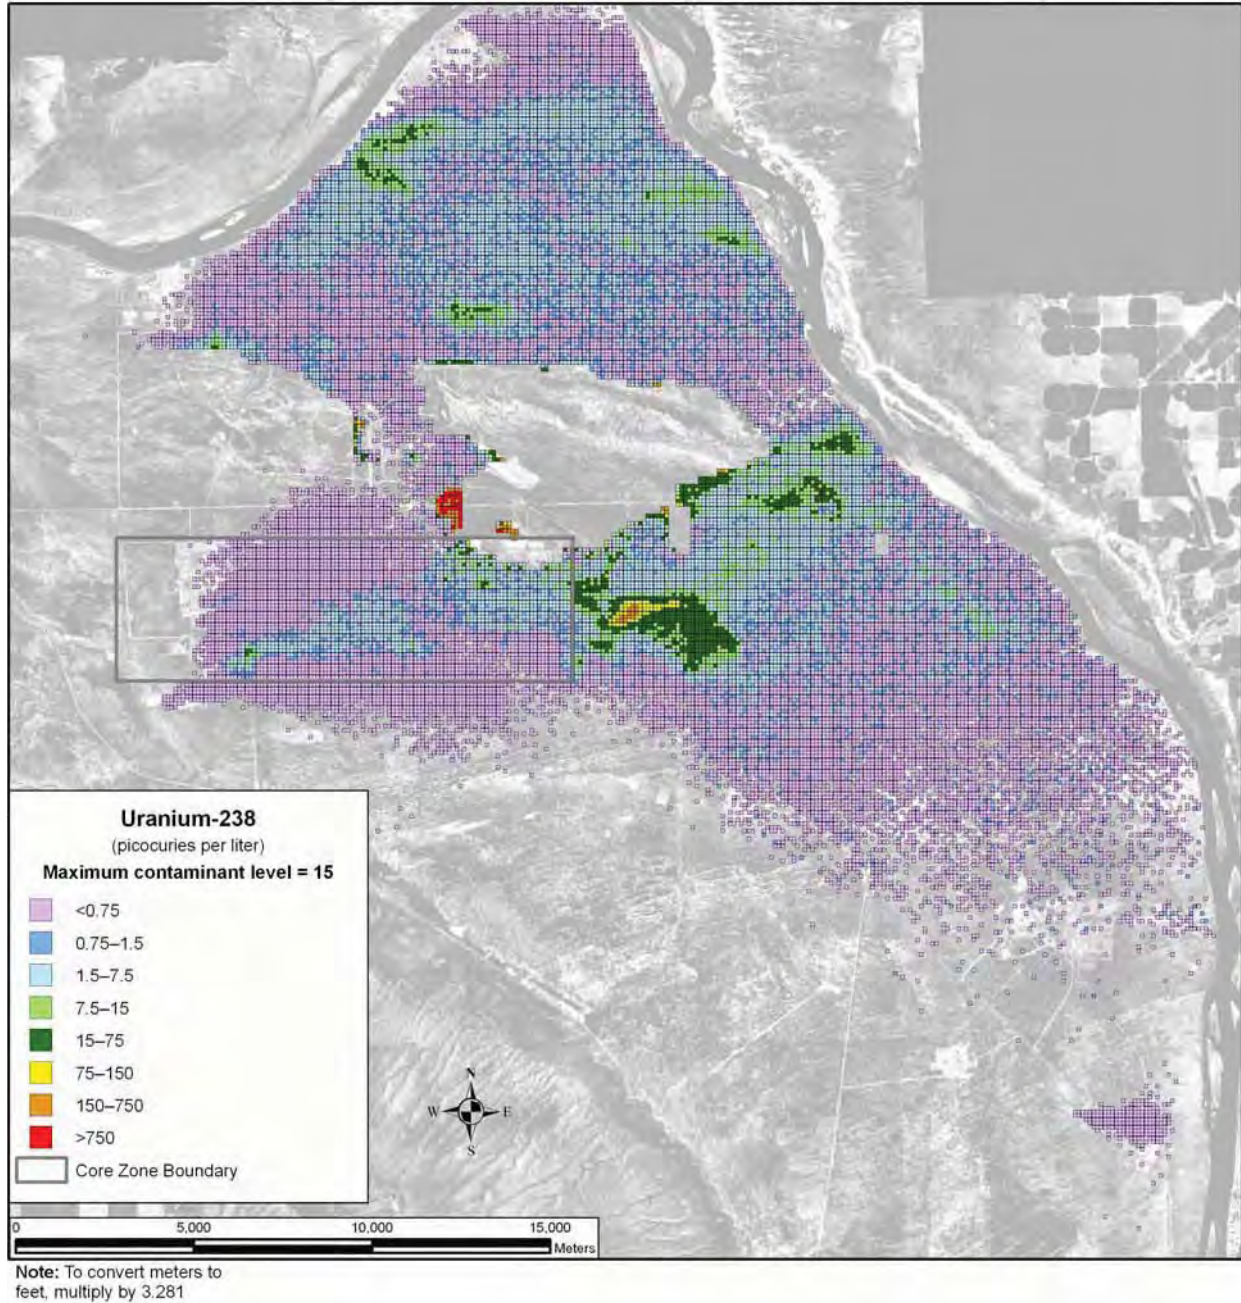 Uranium-238
(picocuries per liter)
Maximum contaminant level = 15
<0.75
0.75–1.5
1.5–7.5
7.5–15
15–75
75–150
150–750
>750
Core Zone Boundary
N
W E
S
0 5,000 10,000 15,000
Meters
Note: To convert meters to
feet, multiply by 3.281